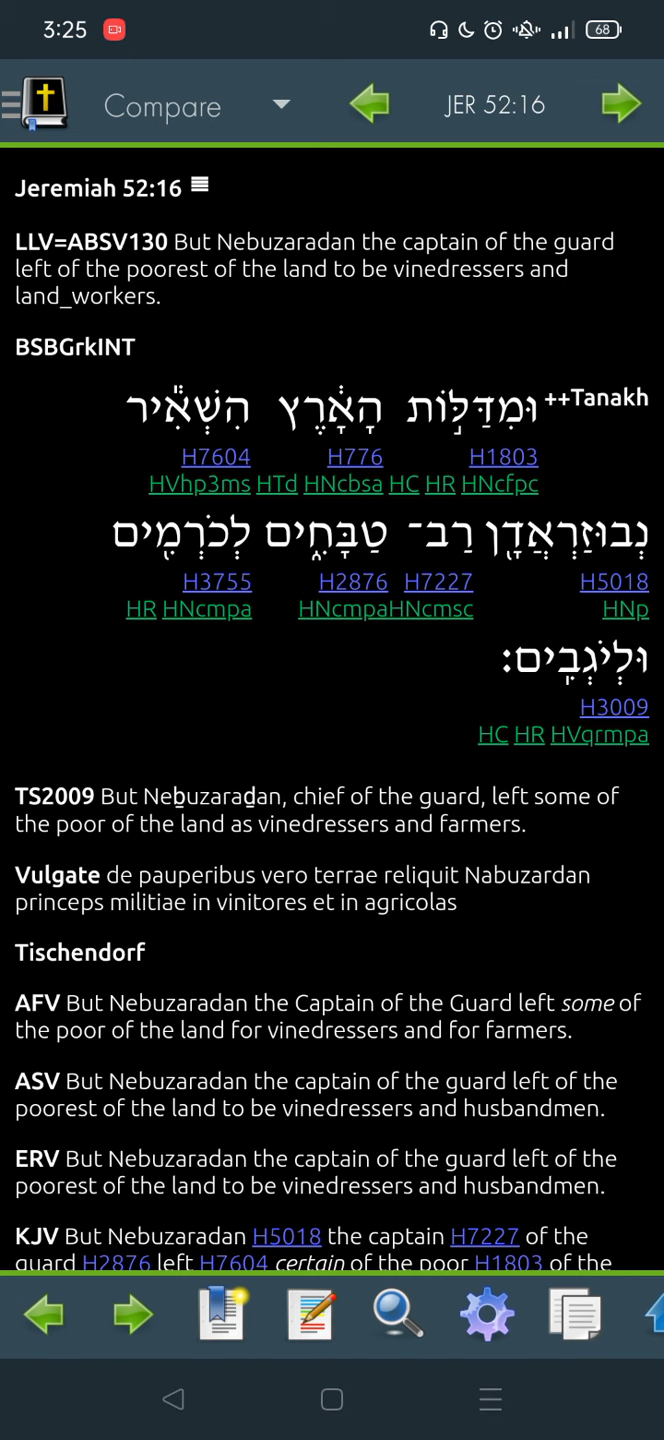 3:25
68
Compare
JER 52:16
Jeremiah 52:16
LLV=ABSV130 But Nebuzaradan the captain of the guard
left of the poorest of the land to be vinedressers and
land_workers.
BSBGrkINT
++Tanakh וּמִדַּלּ֣וֹת הָאָ֔רֶץ הִשְׁאִ֕יר
H1803 H776 H7604
HC HR HNcfpc HTd HNcbsa HVhp3ms
נְבוּזַרְאֲדָ֖ן רַב־ טַבָּחִ֑ים לְכֹרְמִ֖ים
H5018 H7227 H2876 H3755
HNp HNcmsc HNcmpa HR HNcmpa
וּלְיֹגְבִֽים׃
H3009
HC HR HVqrmpa
TS2009 But Neḇuzaraḏan, chief of the guard, left some of
the poor of the land as vinedressers and farmers.
Vulgate de pauperibus vero terrae reliquit Nabuzardan
princeps militiae in vinitores et in agricolas
Tischendorf
AFV But Nebuzaradan the Captain of the Guard left some of
the poor of the land for vinedressers and for farmers.
ASV But Nebuzaradan the captain of the guard left of the
poorest of the land to be vinedressers and husbandmen.
ERV But Nebuzaradan the captain of the guard left of the
poorest of the land to be vinedressers and husbandmen.
KJV But Nebuzaradan H5018 the captain H7227 of the
guard H2876 left H7604 certain of the poor H1803 of the